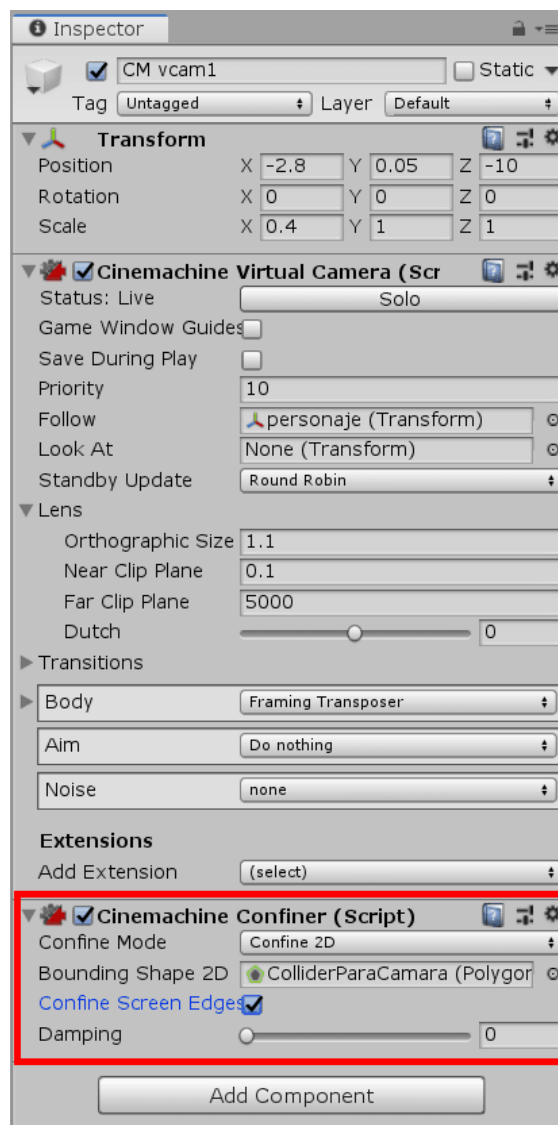 Inspector
CM vcam1 Static
Tag Untagged Layer Default
Transform
Position X -2.8 Y 0.05 Z -10
Rotation X 0 Y 0 Z 0
Scale X 0.4 Y 1 Z 1
Cinemachine Virtual Camera (Scr
Status: Live Solo
Game Window Guides
Save During Play
Priority 10
Follow personaje (Transform)
Look At None (Transform)
Standby Update Round Robin
Lens
Orthographic Size 1.1
Near Clip Plane 0.1
Far Clip Plane 5000
Dutch 0
Transitions
Body Framing Transposer
Aim Do nothing
Noise none
Extensions
Add Extension (select)
Cinemachine Confiner (Script)
Confine Mode Confine 2D
Bounding Shape 2D ColliderParaCamara (Polygor
Confine Screen Edges
Damping 0
Add Component